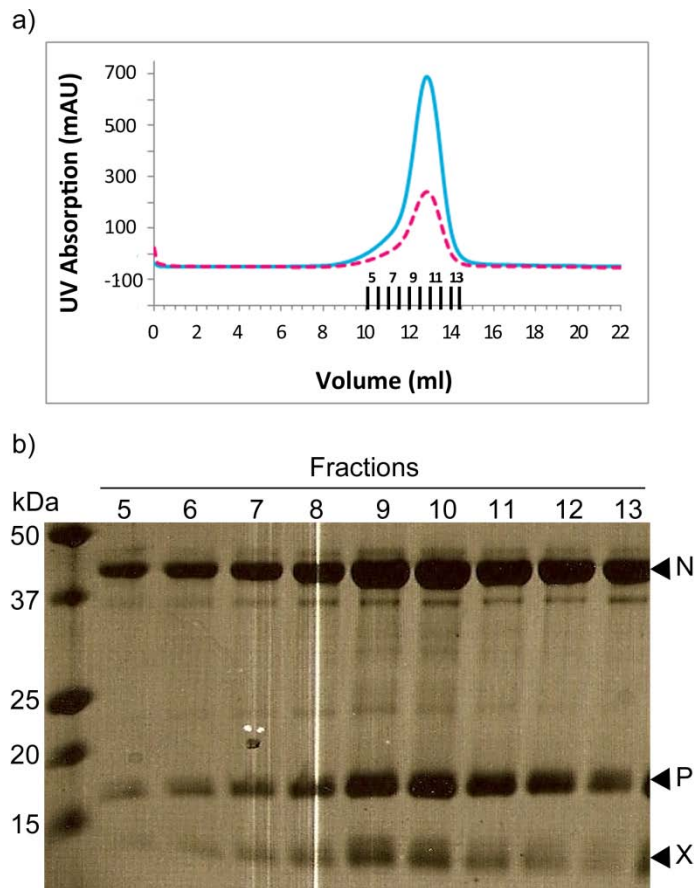 a)
700
500
300
100
-100
UV Absorption (mAU)
5 7 9 11 13
0 2 4 6 8 10 12 14 16 18 20 22
Volume (ml)
b)
Fractions
kDa
5 6 7 8 9 10 11 12 13
50
N
37
25
20
P
15
X